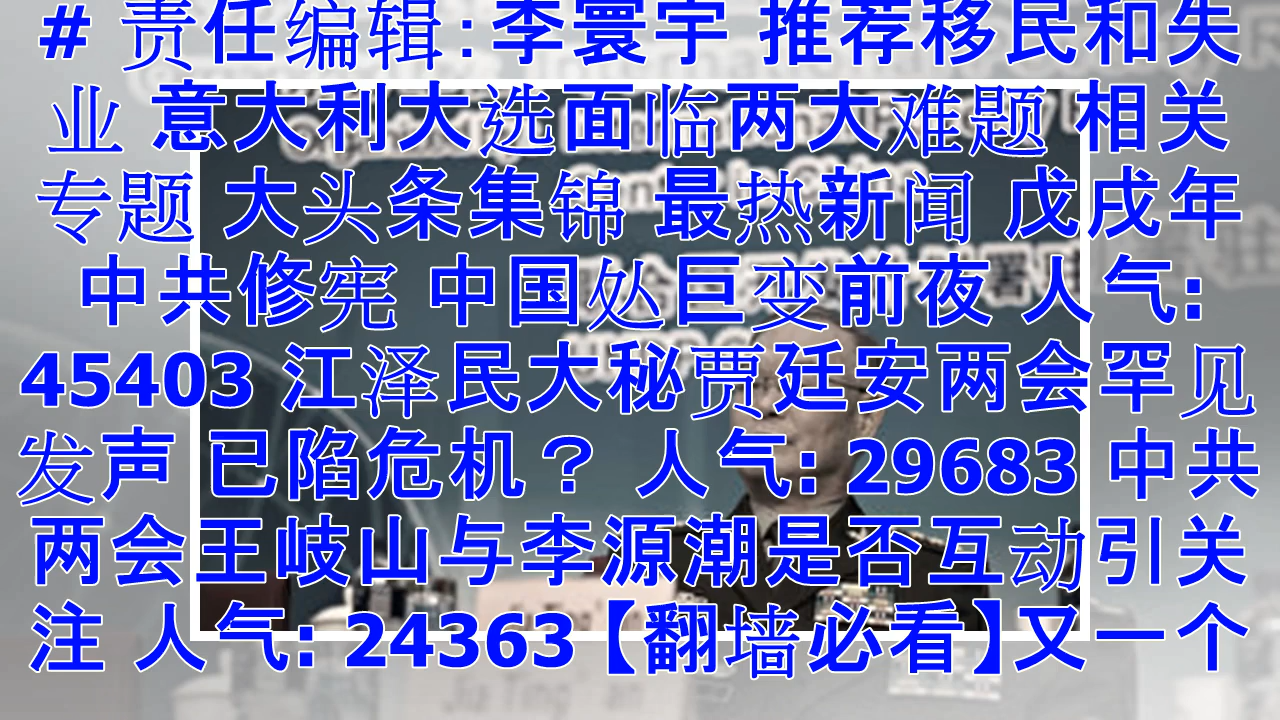 # 责任编辑:李寰宇 推荐移民和失
业 意大利大选面临两大难题 相关
专题 大头条集锦 最热新闻 戊戌年
中共修宪 中国处巨变前夜 人气:
45403 江泽民大秘贾廷安两会罕见
发声 已陷危机？ 人气: 29683 中共
两会王岐山与李源潮是否互动引关
注 人气: 24363【翻墙必看】又一个